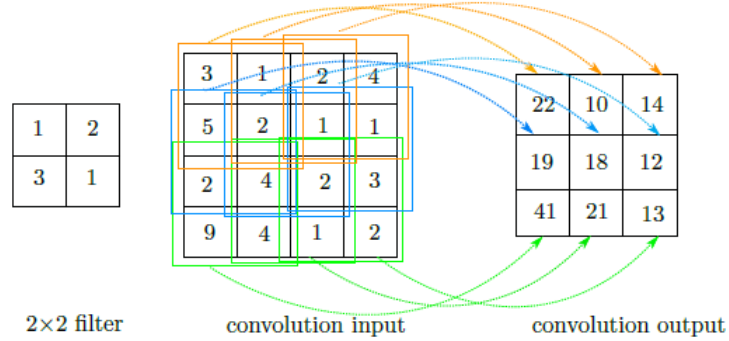 3 1 2 4
1 2 5 2 1 1 22 10 14
3 1 2 4 2 3 19 18 12
9 4 1 2 41 21 13
2×2 filter convolution input convolution output